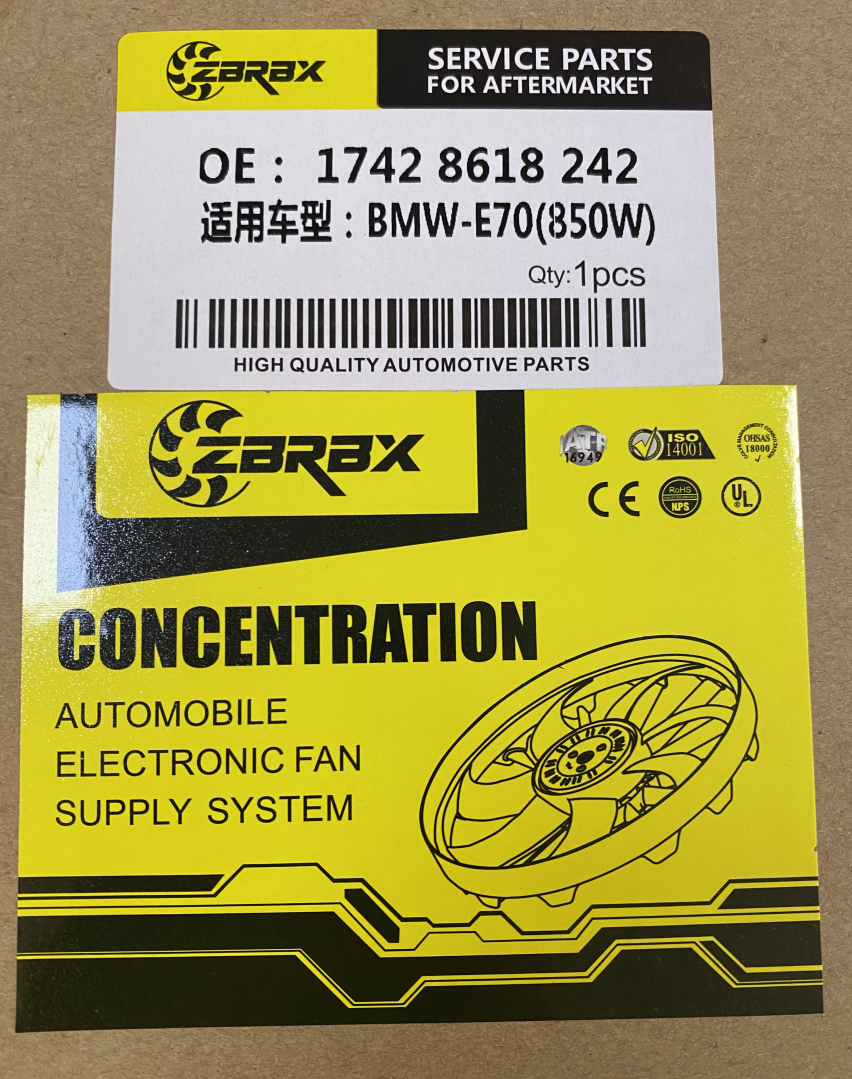 ZBRBX
SERVICE PARTS
FOR AFTERMARKET
OE： 1742 8618 242
适用车型：BMW-E70(850W)
Qty:1pcs
HIGH QUALITY AUTOMOTIVE PARTS
ZBRBX
IATF
16949
ISO
14001
OHSAS
18000
CE
RoHS
NPS
UL
®
CONCENTRATION
AUTOMOBILE
ELECTRONIC FAN
SUPPLY SYSTEM